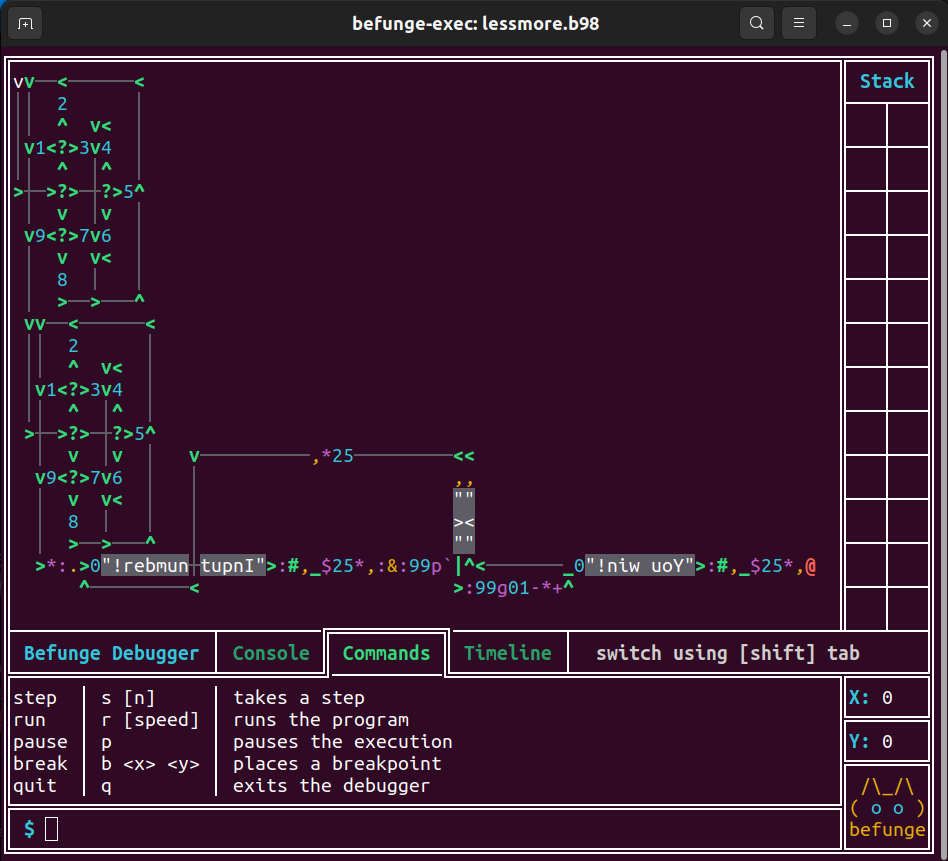 befunge-exec: lessmore.b98
vv  <      <
2
^  v<
v1<?>3v4
^   ^
>  >?>  ?>5^
v   v
v9<?>7v6
v  v<
8
>  >   ^
vv  <      <
2
^  v<
v1<?>3v4
^   ^
>  >?>  ?>5^
v   v
v          ,*25         <<
v9<?>7v6
,,
v  v<
""
8
><
>  >   ^
""
>*:.>0"!rebmun tupnI">:#,_$25*,:&:99p`|^<       _0"!niw uoY">:#,_$25*,@
^         <
>:99g01-*+^
Stack
Befunge Debugger
Console
Commands
Timeline
switch using [shift] tab
step s [n] takes a step
run r [speed] runs the program
pause p pauses the execution
break b <x> <y> places a breakpoint
quit q exits the debugger
$
X: 0
Y: 0
/\_/\
( o o )
befunge